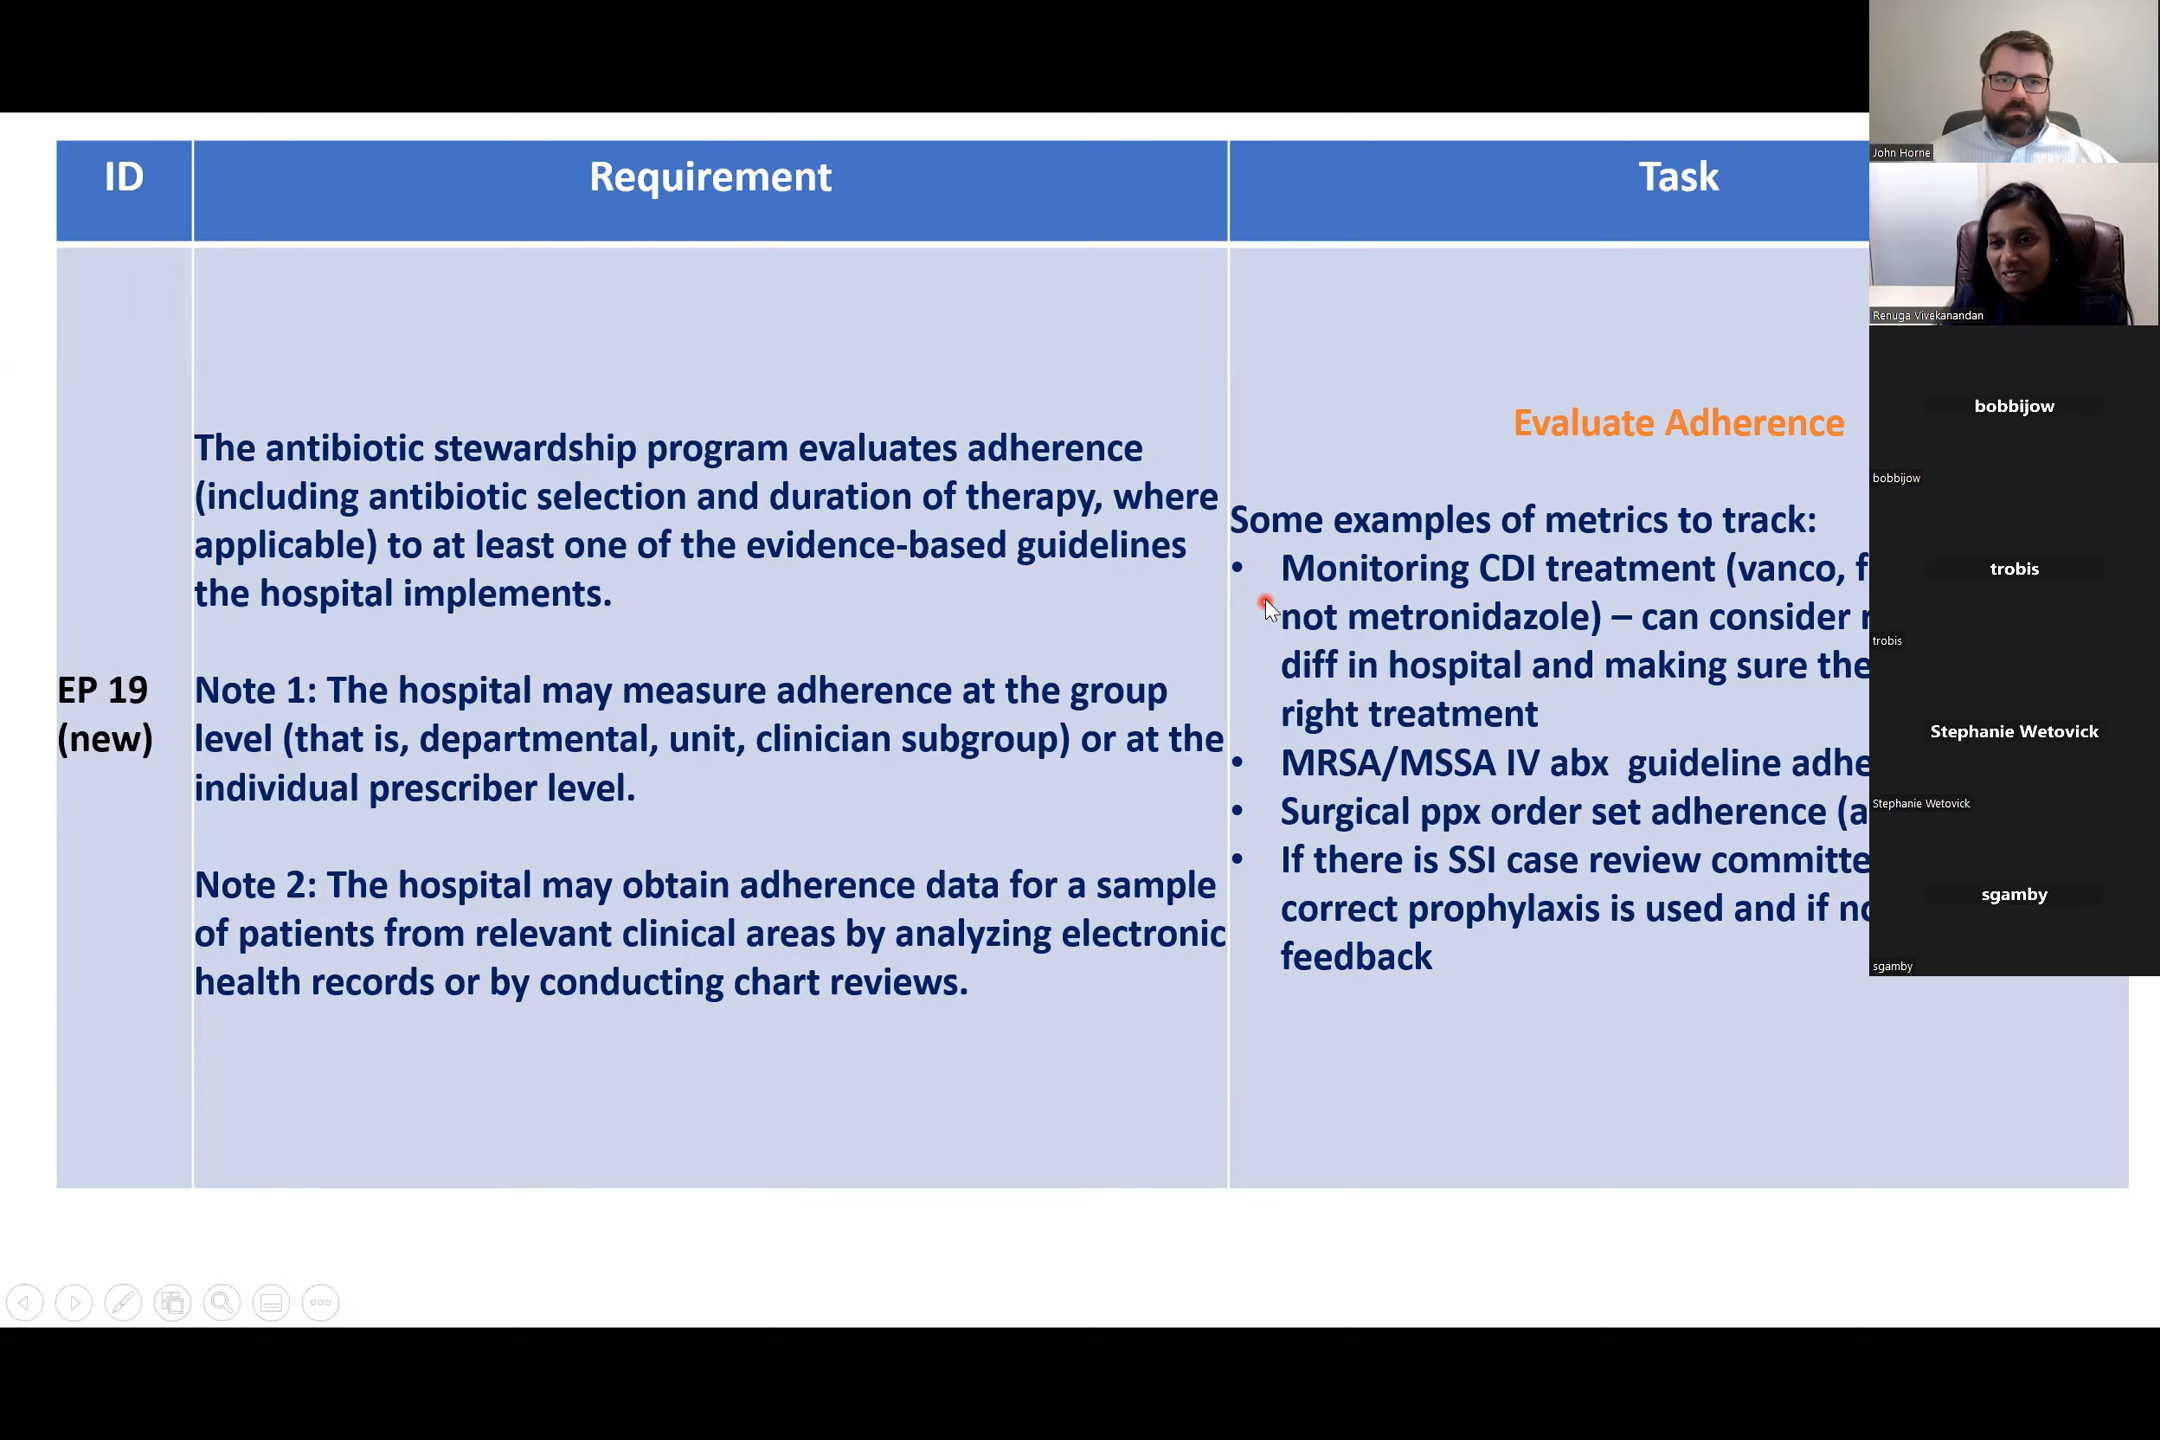 ID
Requirement
Task
EP 19
(new)
The antibiotic stewardship program evaluates adherence
(including antibiotic selection and duration of therapy, where
applicable) to at least one of the evidence-based guidelines
the hospital implements.
Note 1: The hospital may measure adherence at the group
level (that is, departmental, unit, clinician subgroup) or at the
individual prescriber level.
Note 2: The hospital may obtain adherence data for a sample
of patients from relevant clinical areas by analyzing electronic
health records or by conducting chart reviews.
Evaluate Adherence
Some examples of metrics to track:
• Monitoring CDI treatment (vanco,
not metronidazole) – can consider
diff in hospital and making sure
right treatment
• MRSA/MSSA IV abx guideline
• Surgical ppx order set adherence
• If there is SSI case review
correct prophylaxis is used and if
feedback
John Horne
Renuga Vivekanandan
bobbijow
bobbijow
trobis
trobis
Stephanie Wetovick
Stephanie Wetovick
sgamby
sgamby